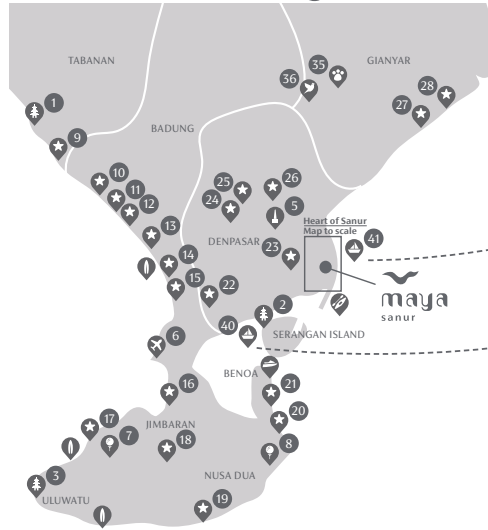 TABANAN
GIANYAR
35
36
28
27
1
BADUNG
9
10
11
12
25
26
24
5
Heart of Sanur
Map to scale
13
DENPASAR
41
23
14
15
22
maya
sanur
2
40
SERANGAN ISLAND
6
BENOA
16
21
20
17
JIMBARAN
7
18
8
3
NUSA DUA
ULUWATU
19